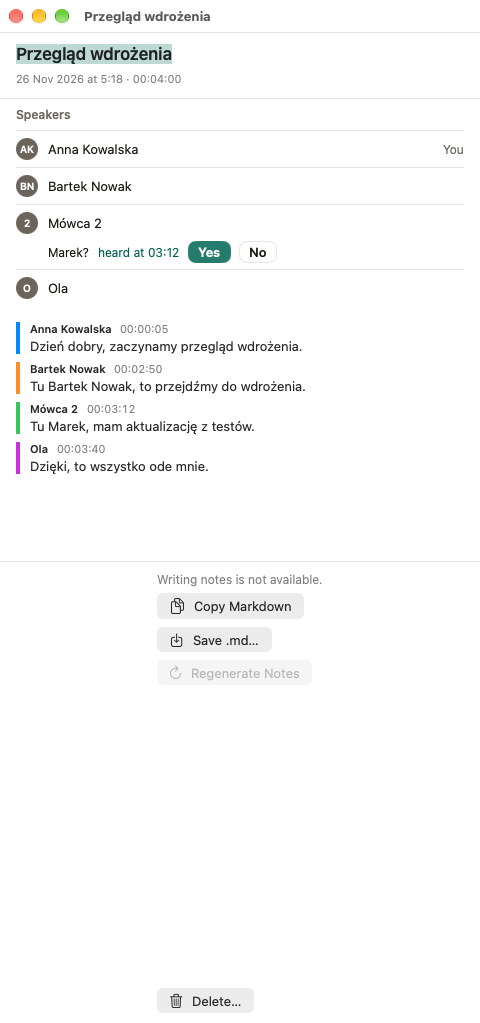 Przegląd wdrożenia
Przegląd wdrożenia
26 Nov 2026 at 5:18 · 00:04:00
Speakers
AK Anna Kowalska You
BN Bartek Nowak
2 Mówca 2
Marek? heard at 03:12 Yes No
O Ola
Anna Kowalska 00:00:05
Dzień dobry, zaczynamy przegląd wdrożenia.
Bartek Nowak 00:02:50
Tu Bartek Nowak, to przejdźmy do wdrożenia.
Mówca 2 00:03:12
Tu Marek, mam aktualizację z testów.
Ola 00:03:40
Dzięki, to wszystko ode mnie.
Writing notes is not available.
Copy Markdown
Save .md...
Regenerate Notes
Delete...